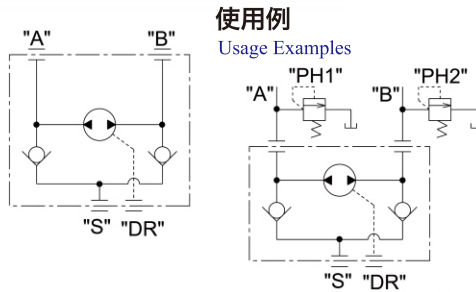 使用例
Usage Examples
"A" "B"
"S" "DR"
"PH1" "PH2"
"A" "B"
"S" "DR"